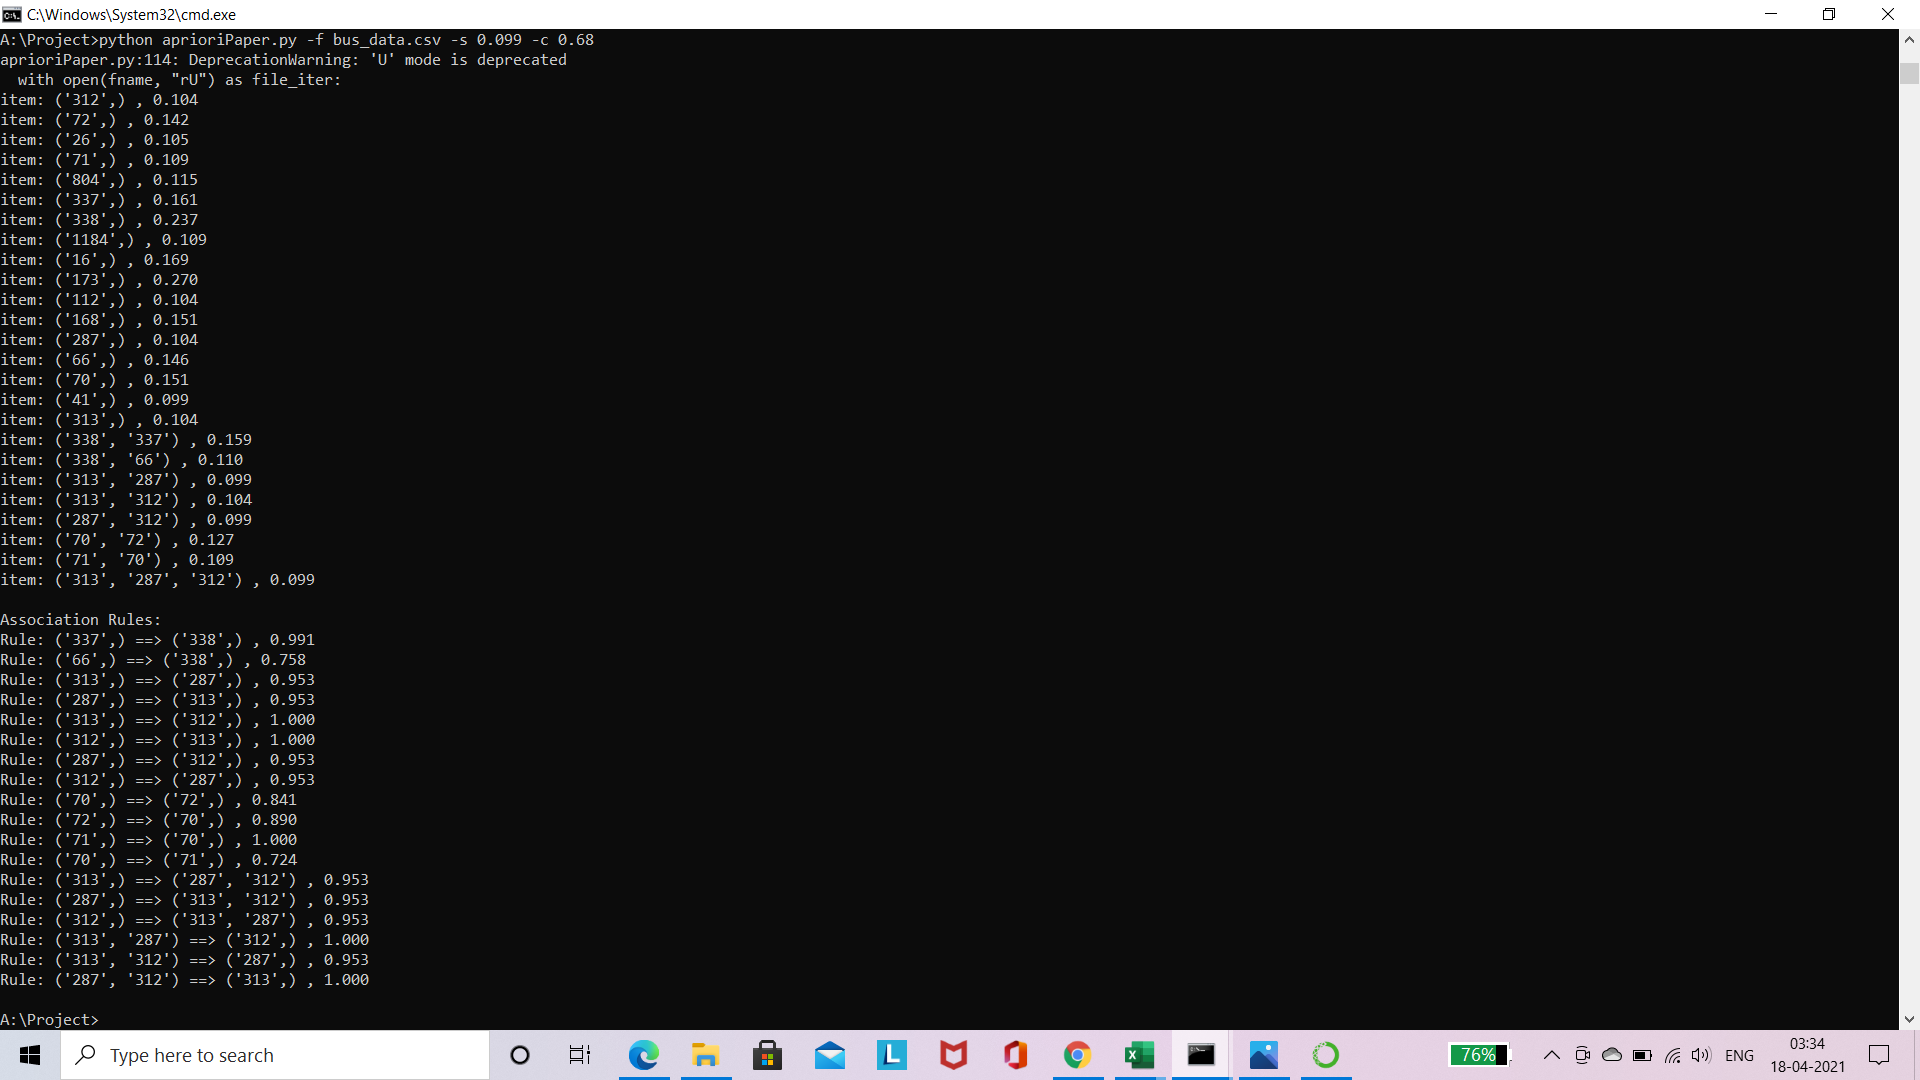 C:\Windows\System32\cmd.exe
A:\Project>python aprioriPaper.py -f bus_data.csv -s 0.099 -c 0.68
aprioriPaper.py:114: DeprecationWarning: 'U' mode is deprecated
  with open(fname, "rU") as file_iter:
item: ('312',) , 0.104
item: ('72',) , 0.142
item: ('26',) , 0.105
item: ('71',) , 0.109
item: ('804',) , 0.115
item: ('337',) , 0.161
item: ('338',) , 0.237
item: ('1184',) , 0.109
item: ('16',) , 0.169
item: ('173',) , 0.270
item: ('112',) , 0.104
item: ('168',) , 0.151
item: ('287',) , 0.104
item: ('66',) , 0.146
item: ('70',) , 0.151
item: ('41',) , 0.099
item: ('313',) , 0.104
item: ('338', '337') , 0.159
item: ('338', '66') , 0.110
item: ('313', '287') , 0.099
item: ('313', '312') , 0.104
item: ('287', '312') , 0.099
item: ('70', '72') , 0.127
item: ('71', '70') , 0.109
item: ('313', '287', '312') , 0.099
Association Rules:
Rule: ('337',) ==> ('338',) , 0.991
Rule: ('66',) ==> ('338',) , 0.758
Rule: ('313',) ==> ('287',) , 0.953
Rule: ('287',) ==> ('313',) , 0.953
Rule: ('313',) ==> ('312',) , 1.000
Rule: ('312',) ==> ('313',) , 1.000
Rule: ('287',) ==> ('312',) , 0.953
Rule: ('312',) ==> ('287',) , 0.953
Rule: ('70',) ==> ('72',) , 0.841
Rule: ('72',) ==> ('70',) , 0.890
Rule: ('71',) ==> ('70',) , 1.000
Rule: ('70',) ==> ('71',) , 0.724
Rule: ('313',) ==> ('287', '312') , 0.953
Rule: ('287',) ==> ('313', '312') , 0.953
Rule: ('312',) ==> ('313', '287') , 0.953
Rule: ('313', '287') ==> ('312',) , 1.000
Rule: ('313', '312') ==> ('287',) , 0.953
Rule: ('287', '312') ==> ('313',) , 1.000
A:\Project>
Type here to search
L
76%
ENG
03:34
18-04-2021